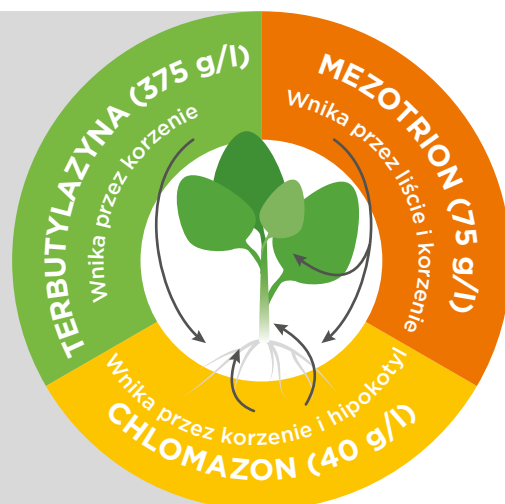 TERBUTYLAZYNA (375 g/l)
Wnika przez korzenie
MEZOTRION (75 g/l)
Wnika przez liście i korzenie
Wnika przez korzenie i hipokotyl
CHLOMAZON (40 g/l)